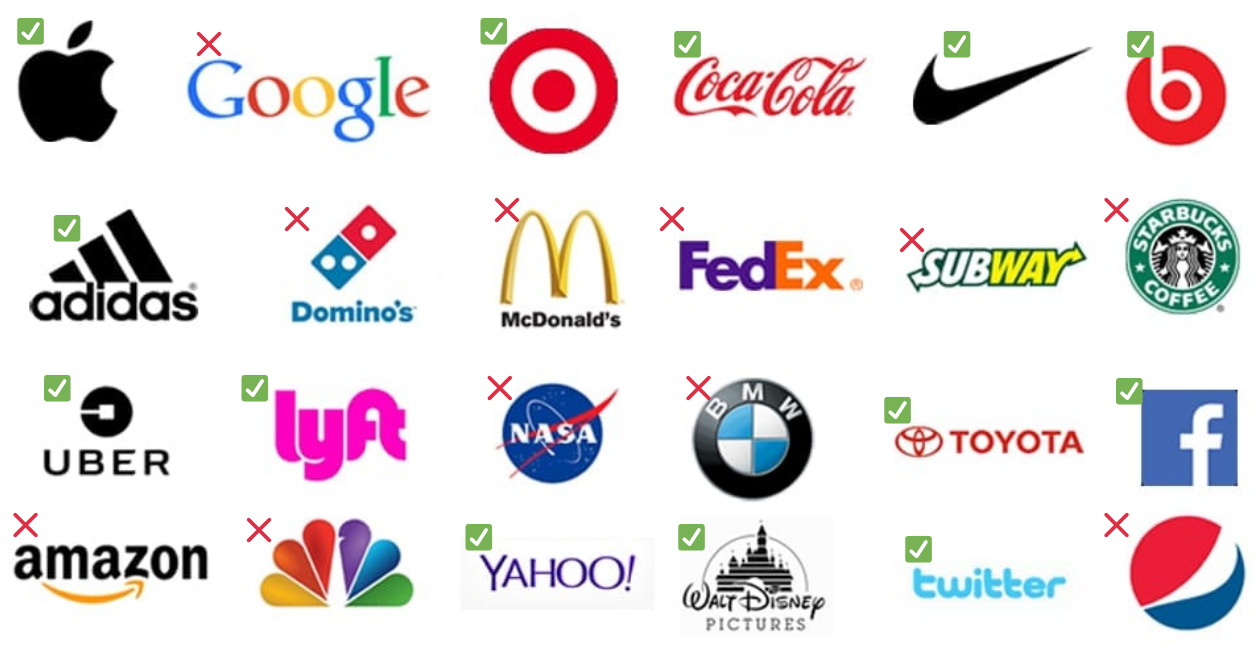 Google
Coca-Cola
b
adidas®
Domino's
McDonald's
FedEx®
SUBWAY
STARBUCKS
COFFEE
®
UBER
lyft
NASA
BMW
TOYOTA
f
amazon
YAHOO!
WALT DISNEY
PICTURES
twitter